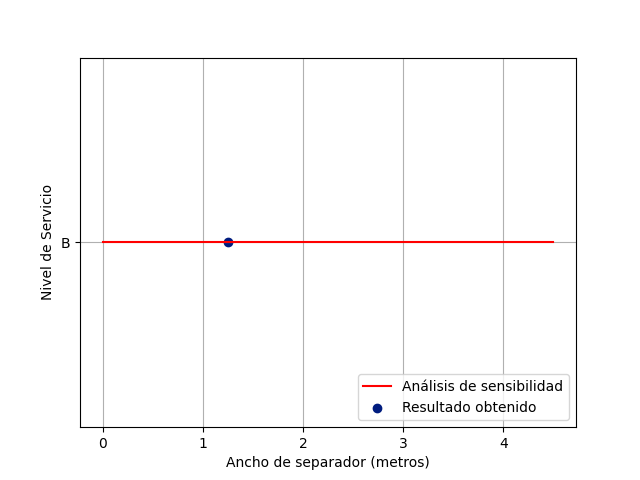 Nivel de Servicio
B
Análisis de sensibilidad
Resultado obtenido
0 1 2 3 4
Ancho de separador (metros)